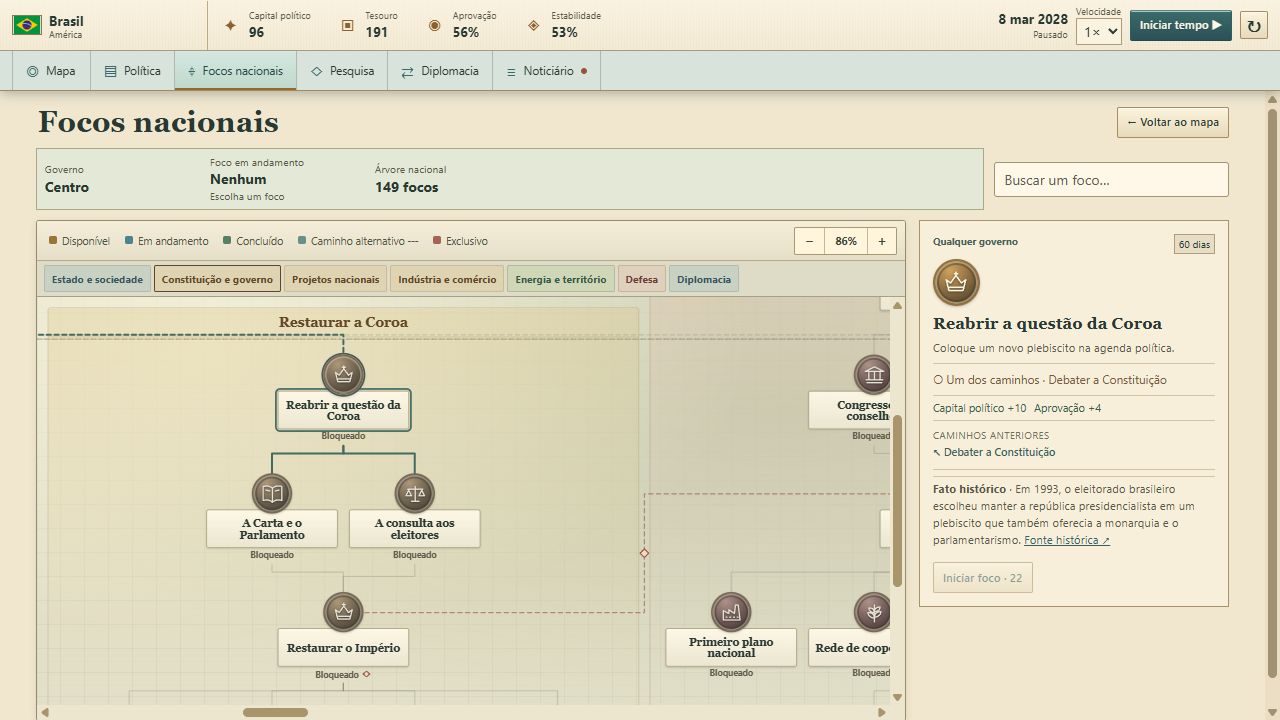 Brasil
América
Capital político
96
Tesouro
191
Aprovação
56%
Estabilidade
53%
8 mar 2028
Pausado
Velocidade
1×
Iniciar tempo ▶
↻
Mapa
Política
Focos nacionais
Pesquisa
Diplomacia
Noticiário
Focos nacionais
← Voltar ao mapa
Governo
Centro
Foco em andamento
Nenhum
Escolha um foco
Árvore nacional
149 focos
Buscar um foco...
Disponível
Em andamento
Concluído
Caminho alternativo ---
Exclusivo
−
86%
+
Estado e sociedade
Constituição e governo
Projetos nacionais
Indústria e comércio
Energia e território
Defesa
Diplomacia
Restaurar a Coroa
Reabrir a questão da
Coroa
Bloqueado
A Carta e o
Parlamento
Bloqueado
A consulta aos
eleitores
Bloqueado
Restaurar o Império
Bloqueado
Congress
conselh
Bloquead
Primeiro plano
nacional
Bloqueado
Rede de coop
Bloquead
Qualquer governo
60 dias
Reabrir a questão da Coroa
Coloque um novo plebiscito na agenda política.
○ Um dos caminhos · Debater a Constituição
Capital político +10 Aprovação +4
CAMINHOS ANTERIORES
↖ Debater a Constituição
Fato histórico · Em 1993, o eleitorado brasileiro
escolheu manter a república presidencialista em um
plebiscito que também oferecia a monarquia e o
parlamentarismo. Fonte histórica ↗
Iniciar foco · 22